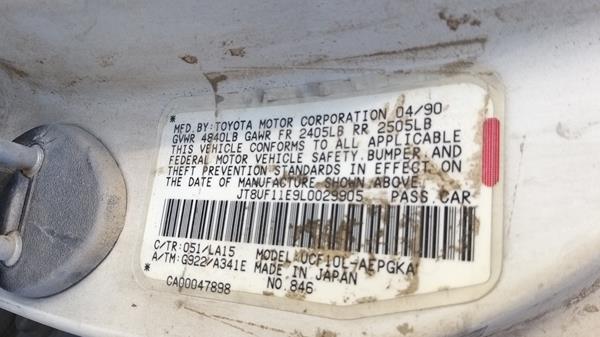 MFD.BY:TOYOTA MOTOR CORPORATION 04/90
GVWR 4840LB GAWR FR 2405LB RR 2505LB
THIS VEHICLE CONFORMS TO ALL APPLICABLE
FEDERAL MOTOR VEHICLE SAFETY, BUMPER, AND
THEFT PREVENTION STANDARDS IN EFFECT ON
THE DATE OF MANUFACTURE SHOWN ABOVE.
JT8UF11E9L0029905 PASS.CAR
C/TR:051/LA15 MODEL:UCF10L-AEPGKA
A/TM:G922/A341E MADE IN JAPAN
CA00047898 NO.846